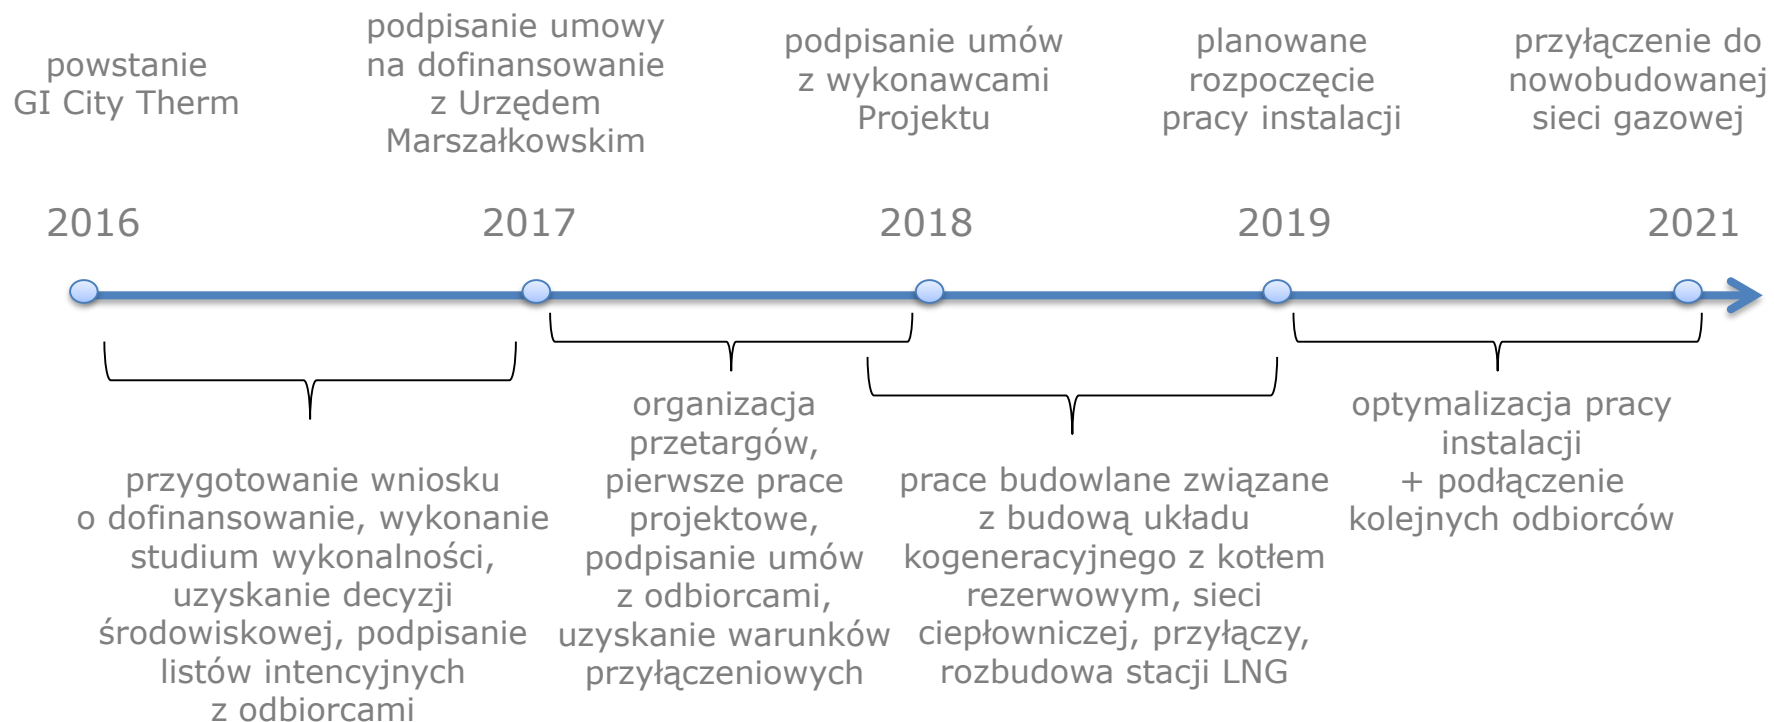 powstanie
GI City Therm
podpisanie umowy
na dofinansowanie
z Urzędem
Marszałkowskim
podpisanie umów
z wykonawcami
Projektu
planowane
rozpoczęcie
pracy instalacji
przyłączenie do
nowobudowanej
sieci gazowej
2016
2017
2018
2019
2021
przygotowanie wniosku
o dofinansowanie, wykonanie
studium wykonalności,
uzyskanie decyzji
środowiskowej, podpisanie
listów intencyjnych
z odbiorcami
organizacja
przetargów,
pierwsze prace
projektowe,
podpisanie umów
z odbiorcami,
uzyskanie warunków
przyłączeniowych
prace budowlane związane
z budową układu
kogeneracyjnego z kotłem
rezerwowym, sieci
ciepłowniczej, przyłączy,
rozbudowa stacji LNG
optymalizacja pracy
instalacji
+ podłączenie
kolejnych odbiorców